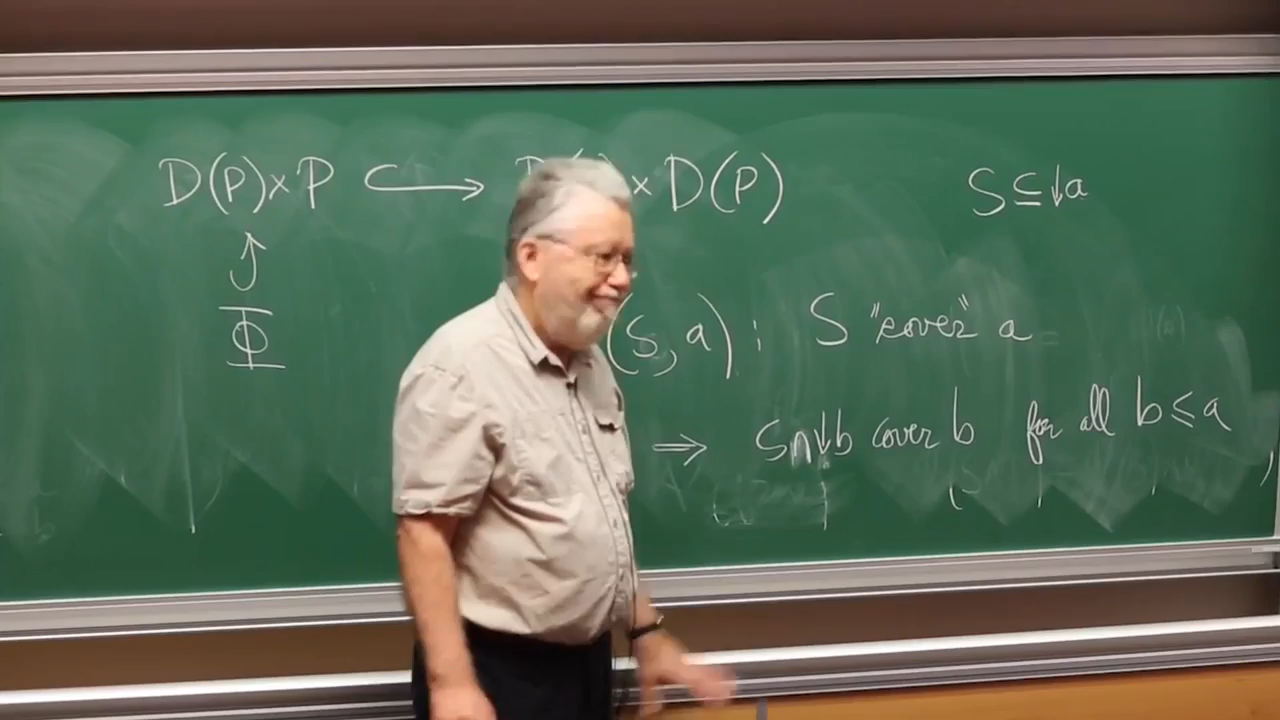 D(P)×P ↪ × D(P) S⊆↓a
↑
Φ
(S,a) : S "cover" a
⇒ S∩↓b cover b for all b≤a